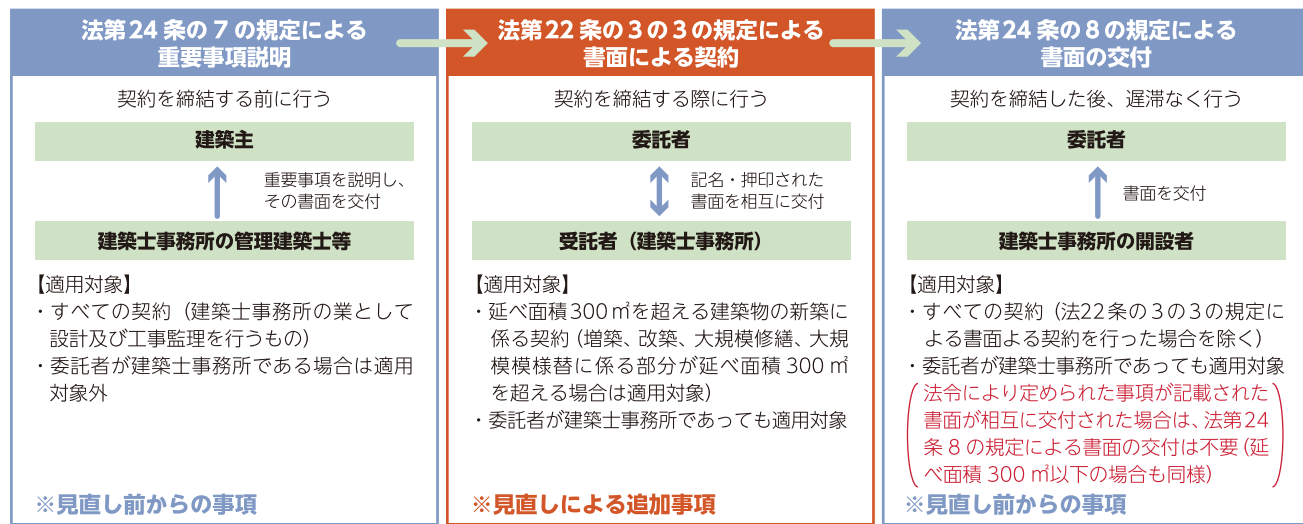 法第24条の7の規定による
重要事項説明
契約を締結する前に行う
建築主
重要事項を説明し、
その書面を交付
建築士事務所の管理建築士等
【適用対象】
・すべての契約（建築士事務所の業として
設計及び工事監理を行うもの）
・委託者が建築士事務所である場合は適用
対象外
※見直し前からの事項
法第22条の3の3の規定による
書面による契約
契約を締結する際に行う
委託者
記名・押印された
書面を相互に交付
受託者（建築士事務所）
【適用対象】
・延べ面積300㎡を超える建築物の新築に
係る契約（増築、改築、大規模修繕、大規
模模様替に係る部分が延べ面積300㎡
を超える場合は適用対象）
・委託者が建築士事務所であっても適用対象
※見直しによる追加事項
法第24条の8の規定による
書面の交付
契約を締結した後、遅滞なく行う
委託者
書面を交付
建築士事務所の開設者
【適用対象】
・すべての契約（法22条の3の3の規定に
よる書面よる契約を行った場合を除く）
・委託者が建築士事務所であっても適用対象
（法令により定められた事項が記載された
書面が相互に交付された場合は、法第24
条8の規定による書面の交付は不要（延
べ面積300㎡以下の場合も同様））
※見直し前からの事項